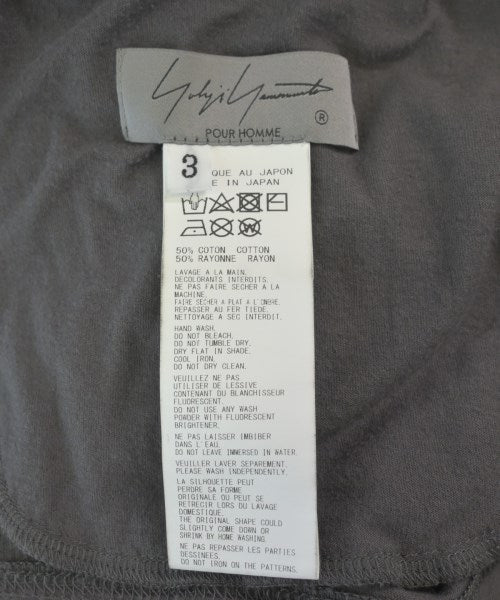 Yohji Yamamoto
®
POUR HOMME
3
QUE AU JAPON
E IN JAPAN
50% COTON COTTON
50% RAYONNE RAYON
LAVAGE A LA MAIN.
DECOLORANTS INTERDITS.
NE PAS FAIRE SECHER A LA
MACHINE.
FAIRE SECHER A PLAT A L'OMBRE.
REPASSER AU FER TIEDE.
NETTOYAGE A SEC INTERDIT.
HAND WASH.
DO NOT BLEACH.
DO NOT TUMBLE DRY.
DRY FLAT IN SHADE.
COOL IRON.
DO NOT DRY CLEAN.
VEUILLEZ NE PAS
UTILISER DE LESSIVE
CONTENANT DU BLANCHISSEUR
FLUORESCENT.
DO NOT USE ANY WASH
POWDER WITH FLUORESCENT
BRIGHTENER.
NE PAS LAISSER IMBIBER
DANS L'EAU.
DO NOT LEAVE IMMERSED IN WATER.
VEUILLER LAVER SEPAREMENT.
PLEASE WASH INDEPENDENTLY.
LA SILHOUETTE PEUT
PERDRE SA FORME
ORIGINALE OU PEUT SE
RETRECIR LORS DU LAVAGE
DOMESTIQUE.
THE ORIGINAL SHAPE COULD
SLIGHTLY COME DOWN OR
SHRINK BY HOME WASHING
NE PAS REPASSER LES PARTIES
DESSINEES.
DO NOT IRON ON THE PATTERNS.